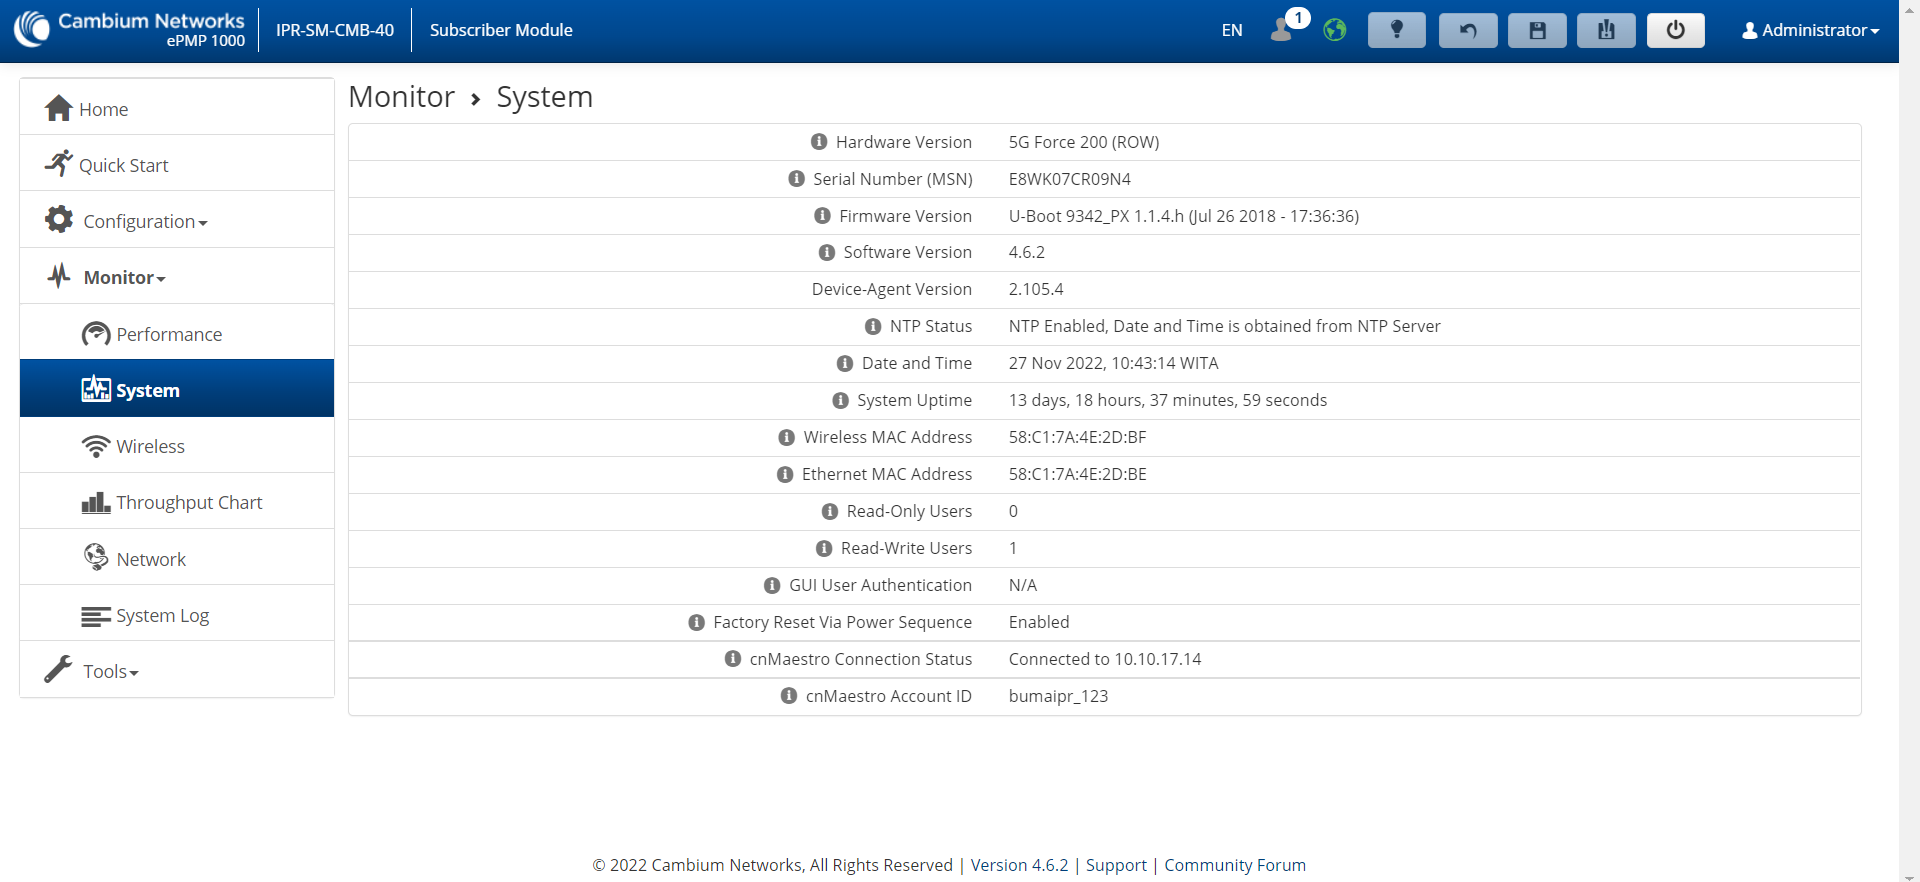 Cambium Networks
ePMP 1000
IPR-SM-CMB-40
Subscriber Module
EN
1
Administrator
Home
Quick Start
Configuration
Monitor
Performance
System
Wireless
Throughput Chart
Network
System Log
Tools
Monitor › System
Hardware Version 5G Force 200 (ROW)
Serial Number (MSN) E8WK07CR09N4
Firmware Version U-Boot 9342_PX 1.1.4.h (Jul 26 2018 - 17:36:36)
Software Version 4.6.2
Device-Agent Version 2.105.4
NTP Status NTP Enabled, Date and Time is obtained from NTP Server
Date and Time 27 Nov 2022, 10:43:14 WITA
System Uptime 13 days, 18 hours, 37 minutes, 59 seconds
Wireless MAC Address 58:C1:7A:4E:2D:BF
Ethernet MAC Address 58:C1:7A:4E:2D:BE
Read-Only Users 0
Read-Write Users 1
GUI User Authentication N/A
Factory Reset Via Power Sequence Enabled
cnMaestro Connection Status Connected to 10.10.17.14
cnMaestro Account ID bumaipr_123
© 2022 Cambium Networks, All Rights Reserved | Version 4.6.2 | Support | Community Forum